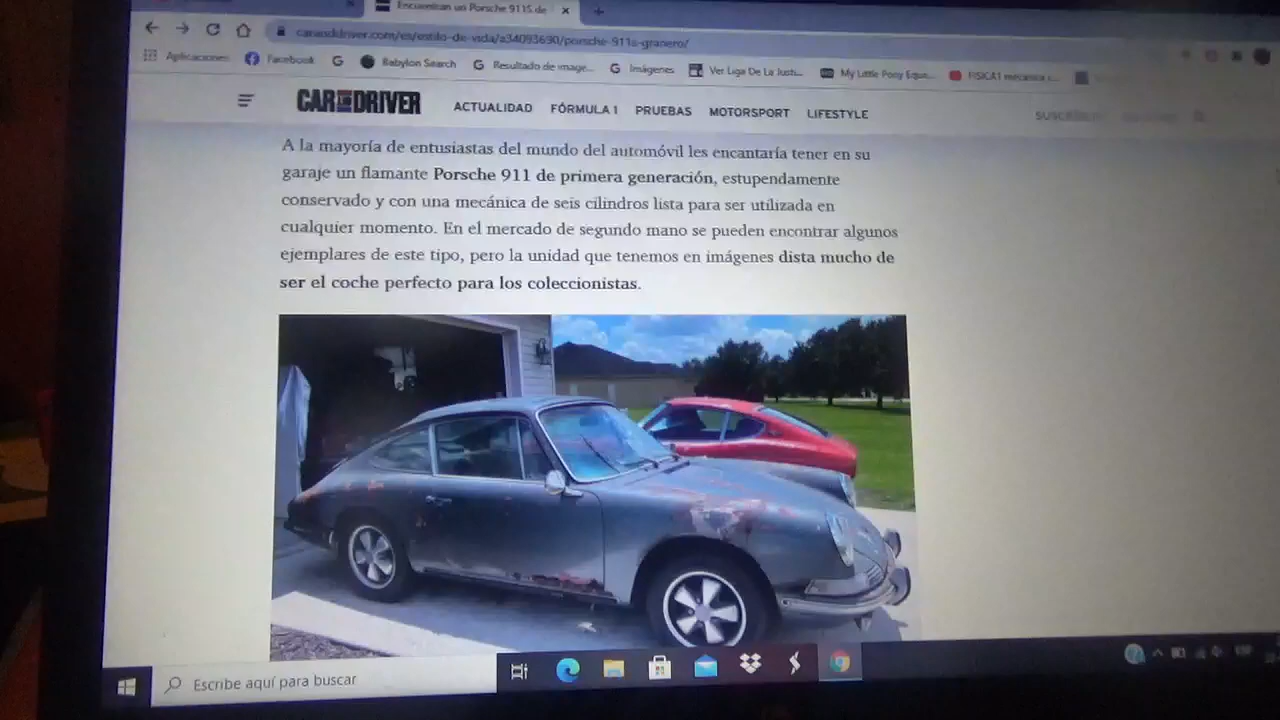 Encuentran un Porsche 911S de
caranddriver.com/es/estilo-de-vida/a34093690/porsche-911s-granero/
Aplicaciones Facebook Babylon Search Resultado de image... Imágenes Ver Liga De La Justi... My Little Pony Eque... FISICA1 mecanica c...
CAR AND DRIVER ACTUALIDAD FÓRMULA 1 PRUEBAS MOTORSPORT LIFESTYLE
A la mayoría de entusiastas del mundo del automóvil les encantaría tener en su
garaje un flamante Porsche 911 de primera generación, estupendamente
conservado y con una mecánica de seis cilindros lista para ser utilizada en
cualquier momento. En el mercado de segundo mano se pueden encontrar algunos
ejemplares de este tipo, pero la unidad que tenemos en imágenes dista mucho de
ser el coche perfecto para los coleccionistas.
Escribe aquí para buscar